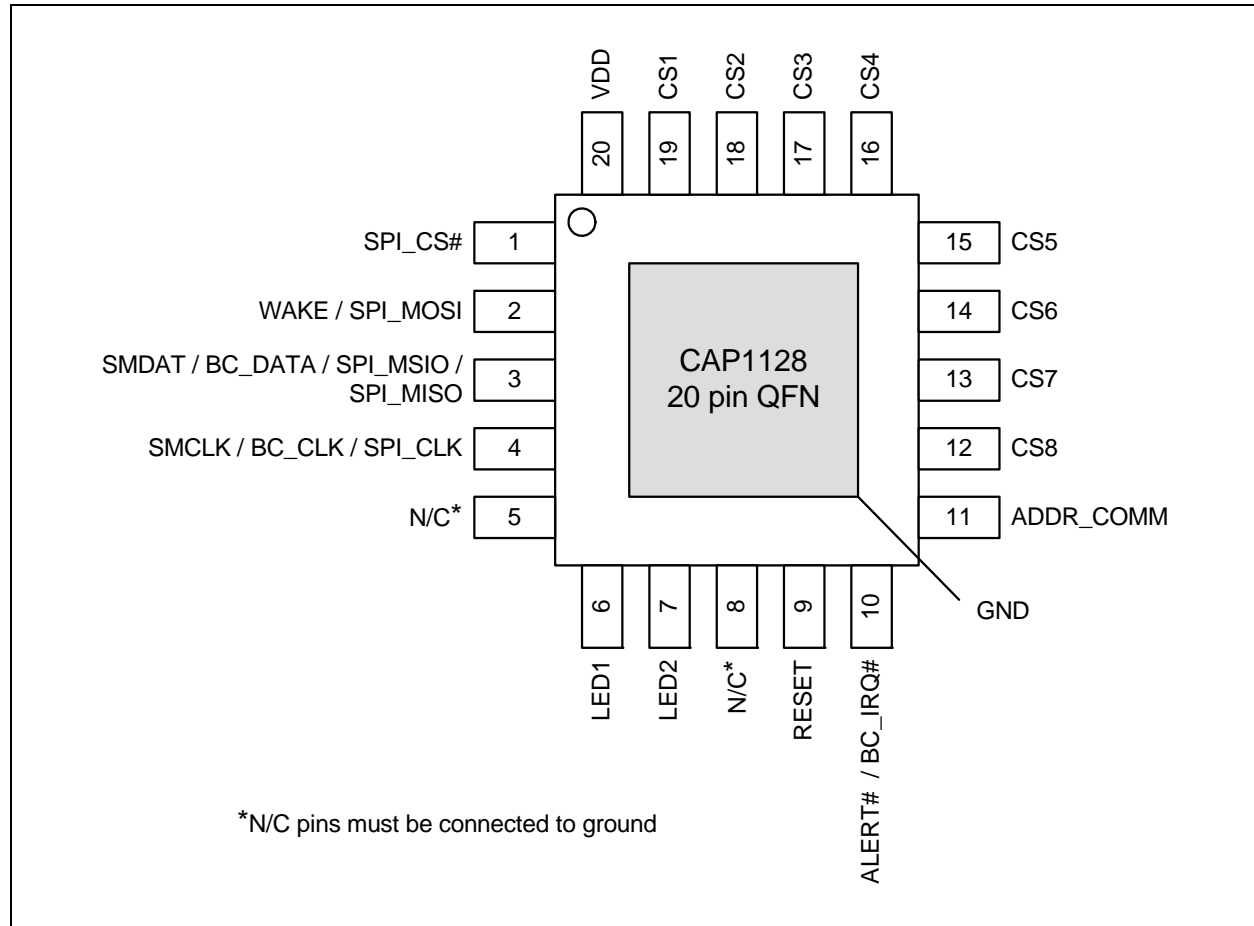 VDD
CS1
CS2
CS3
CS4
20
19
18
17
16
SPI_CS#
1
15
CS5
WAKE / SPI_MOSI
2
14
CS6
SMDAT / BC_DATA / SPI_MSIO /
SPI_MISO
3
13
CS7
CAP1128
20 pin QFN
SMCLK / BC_CLK / SPI_CLK
4
12
CS8
N/C*
5
11
ADDR_COMM
6
7
8
9
10
GND
LED1
LED2
N/C*
RESET
ALERT# / BC_IRQ#
*N/C pins must be connected to ground